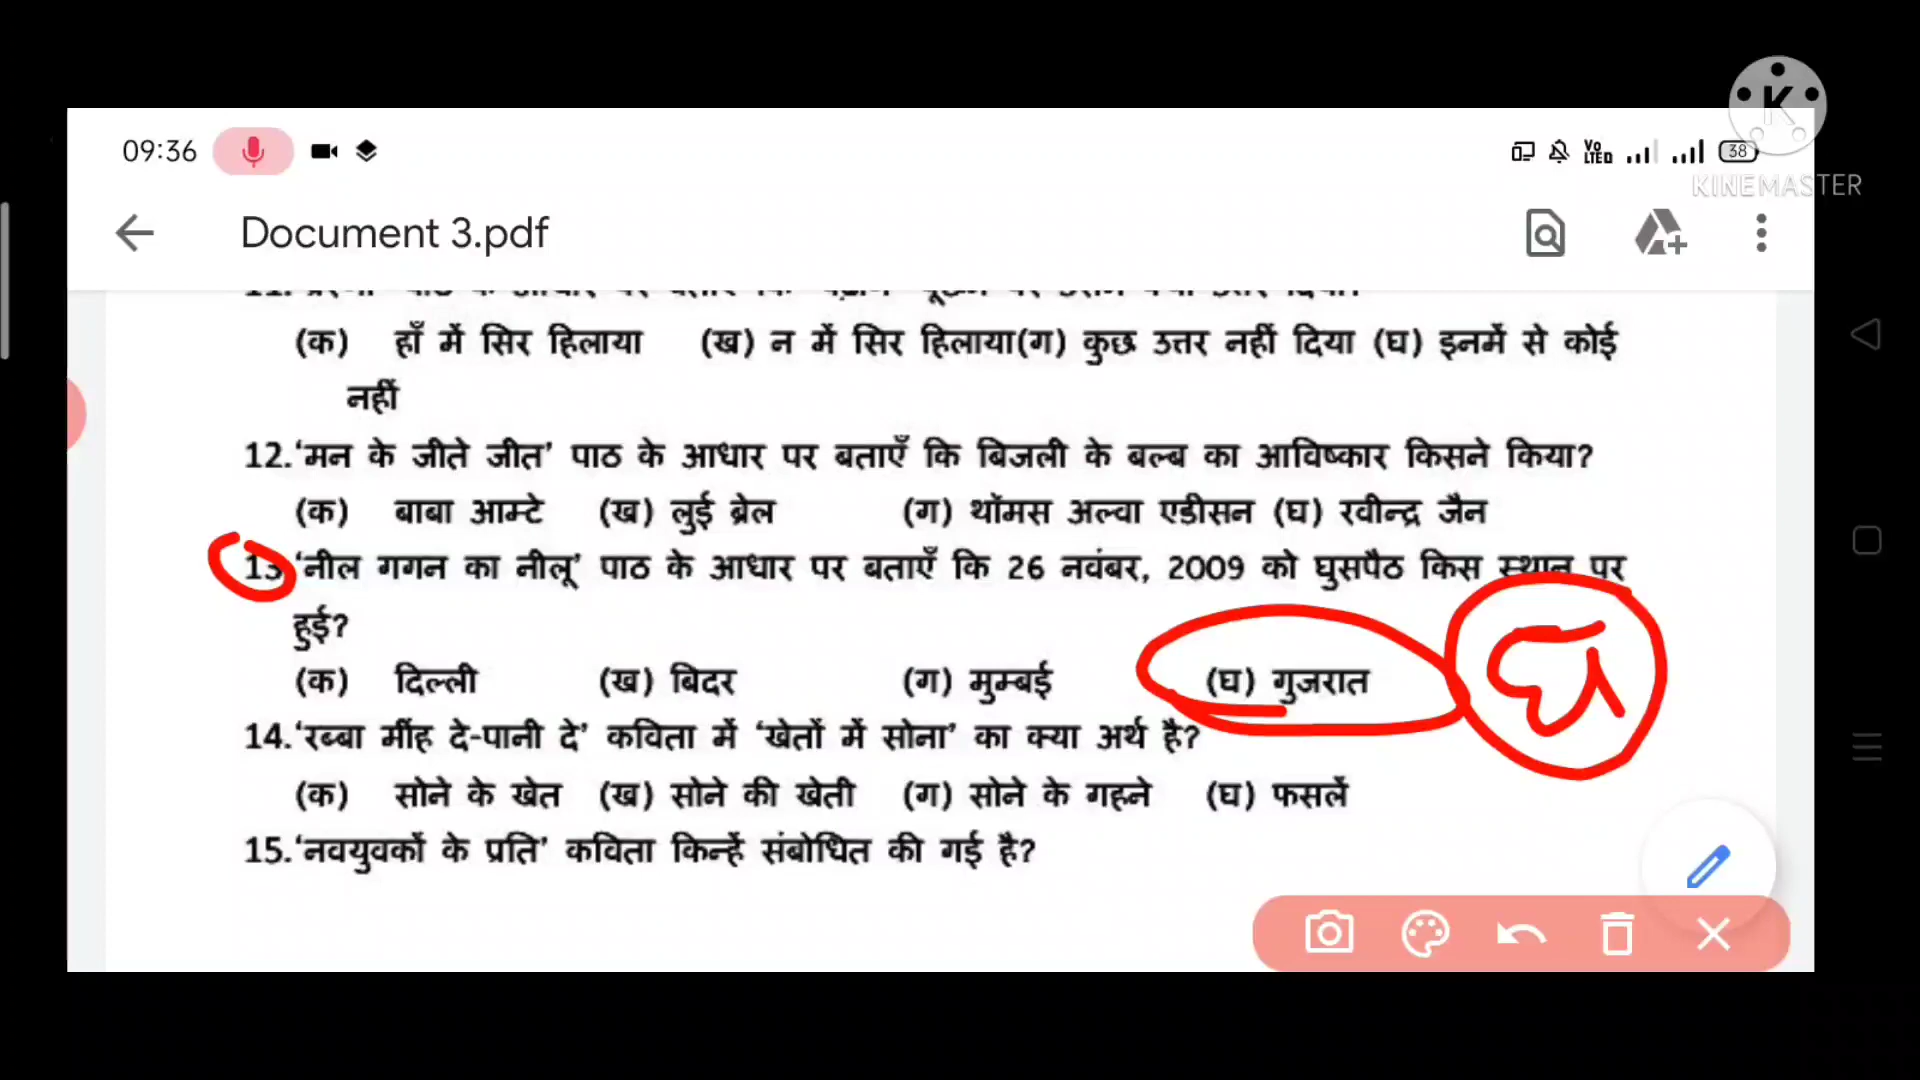 09:36
38
KINEMASTER
Document 3.pdf
(क) हाँ में सिर हिलाया (ख) न में सिर हिलाया(ग) कुछ उत्तर नहीं दिया (घ) इनमें से कोई
नहीं
12.‘मन के जीते जीत’ पाठ के आधार पर बताएँ कि बिजली के बल्ब का आविष्कार किसने किया?
(क) बाबा आम्टे (ख) लुई ब्रेल (ग) थॉमस अल्वा एडीसन (घ) रवीन्द्र जैन
13 ‘नील गगन का नीलू’ पाठ के आधार पर बताएँ कि 26 नवंबर, 2009 को घुसपैठ किस स्थान पर
हुई?
(क) दिल्ली (ख) बिदर (ग) मुम्बई (घ) गुजरात घ
14.‘रब्बा मींह दे-पानी दे’ कविता में ‘खेतों में सोना’ का क्या अर्थ है?
(क) सोने के खेत (ख) सोने की खेती (ग) सोने के गहने (घ) फसलें
15.‘नवयुवकों के प्रति’ कविता किन्हें संबोधित की गई है?